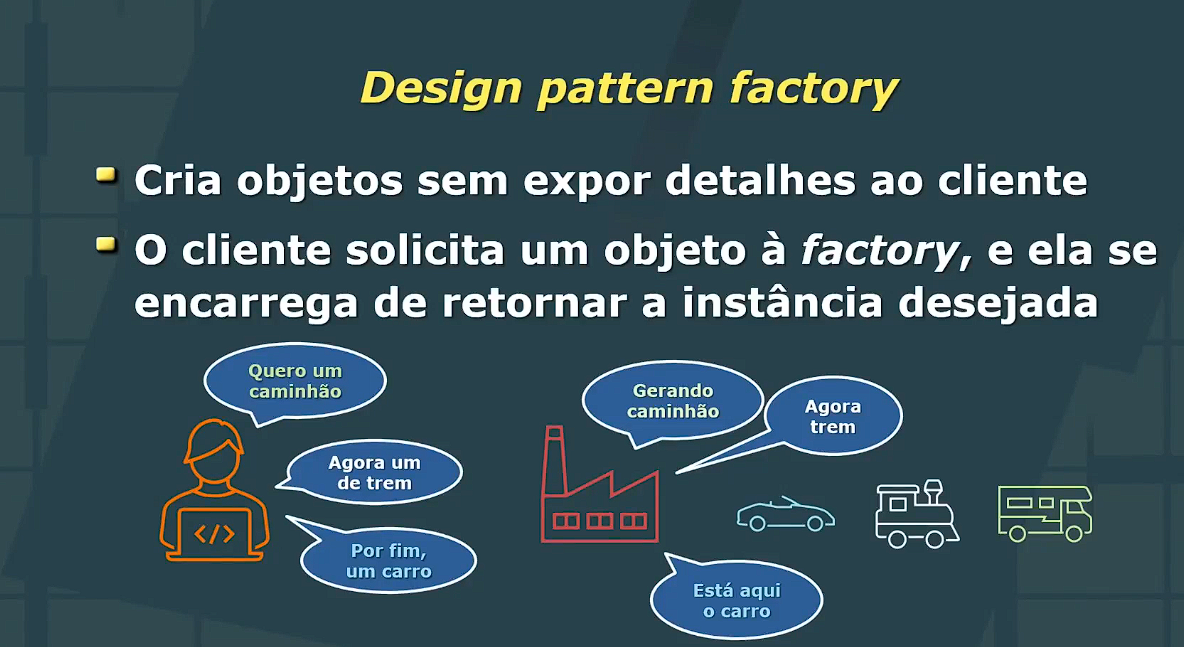 Design pattern factory
Cria objetos sem expor detalhes ao cliente
O cliente solicita um objeto à factory, e ela se
encarrega de retornar a instância desejada
Quero um
caminhão
Agora um
de trem
Por fim,
um carro
</>
Gerando
caminhão
Agora
trem
Está aqui
o carro